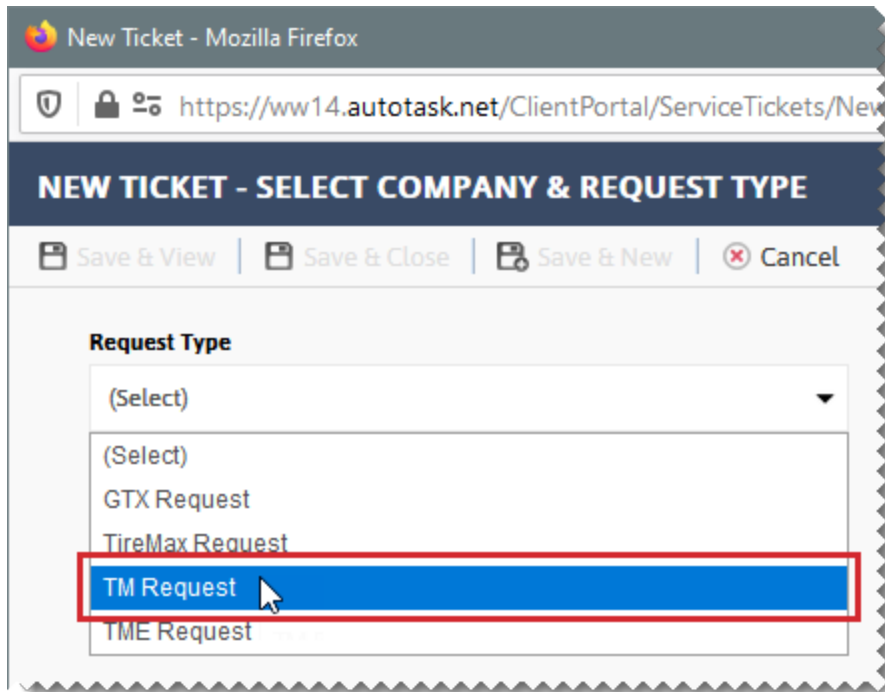 New Ticket - Mozilla Firefox
https://ww14.autotask.net/ClientPortal/ServiceTickets/New
NEW TICKET - SELECT COMPANY & REQUEST TYPE
Save & View Save & Close Save & New Cancel
Request Type
(Select)
(Select)
GTX Request
TireMax Request
TM Request
TME Request